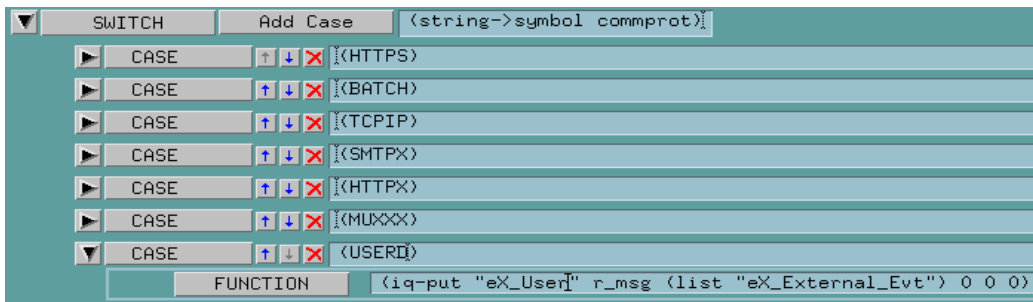 SWITCH Add Case (string->symbol commprot)
CASE (HTTPS)
CASE (BATCH)
CASE (TCPIP)
CASE (SMTPX)
CASE (HTTPX)
CASE (MUXXX)
CASE (USERD)
FUNCTION (iq-put "eX_User" r_msg (list "eX_External_Evt") 0 0 0)